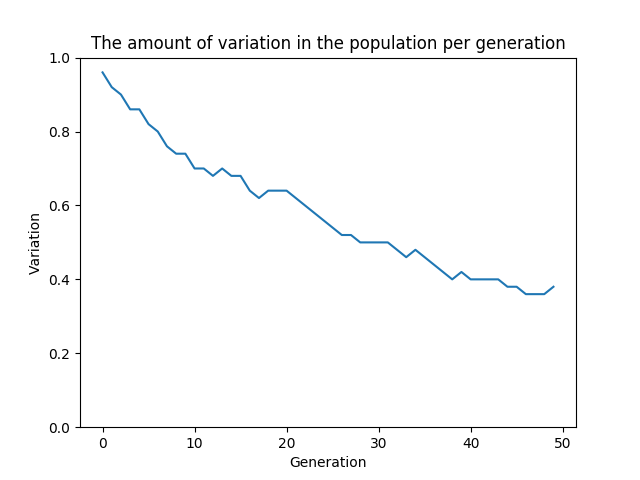 The amount of variation in the population per generation
1.0
0.8
0.6
0.4
0.2
0.0
Variation
0 10 20 30 40 50
Generation